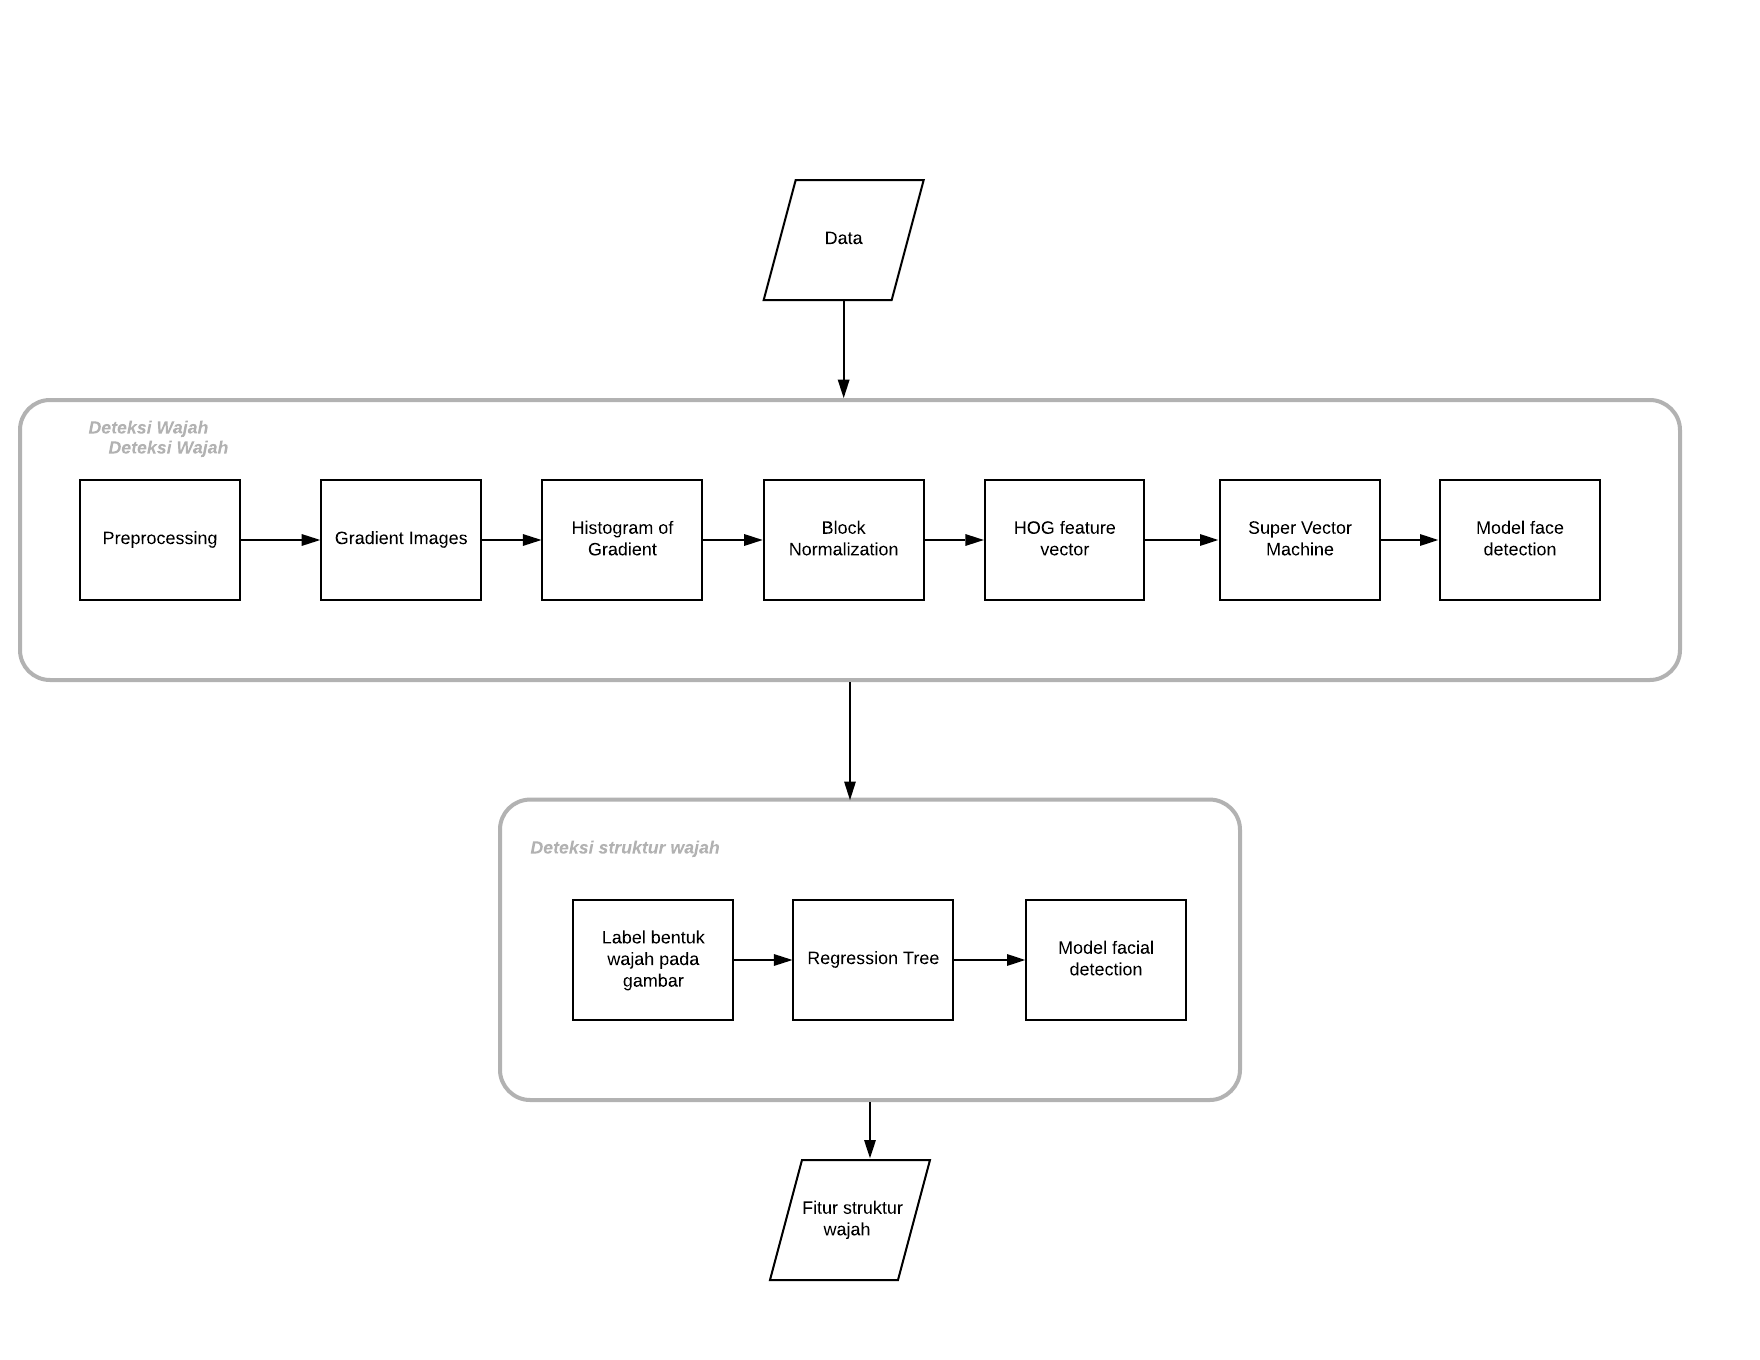 Data
Deteksi Wajah
Deteksi Wajah
Preprocessing
Gradient Images
Histogram of
Gradient
Block
Normalization
HOG feature
vector
Super Vector
Machine
Model face
detection
Deteksi struktur wajah
Label bentuk
wajah pada
gambar
Regression Tree
Model facial
detection
Fitur struktur
wajah